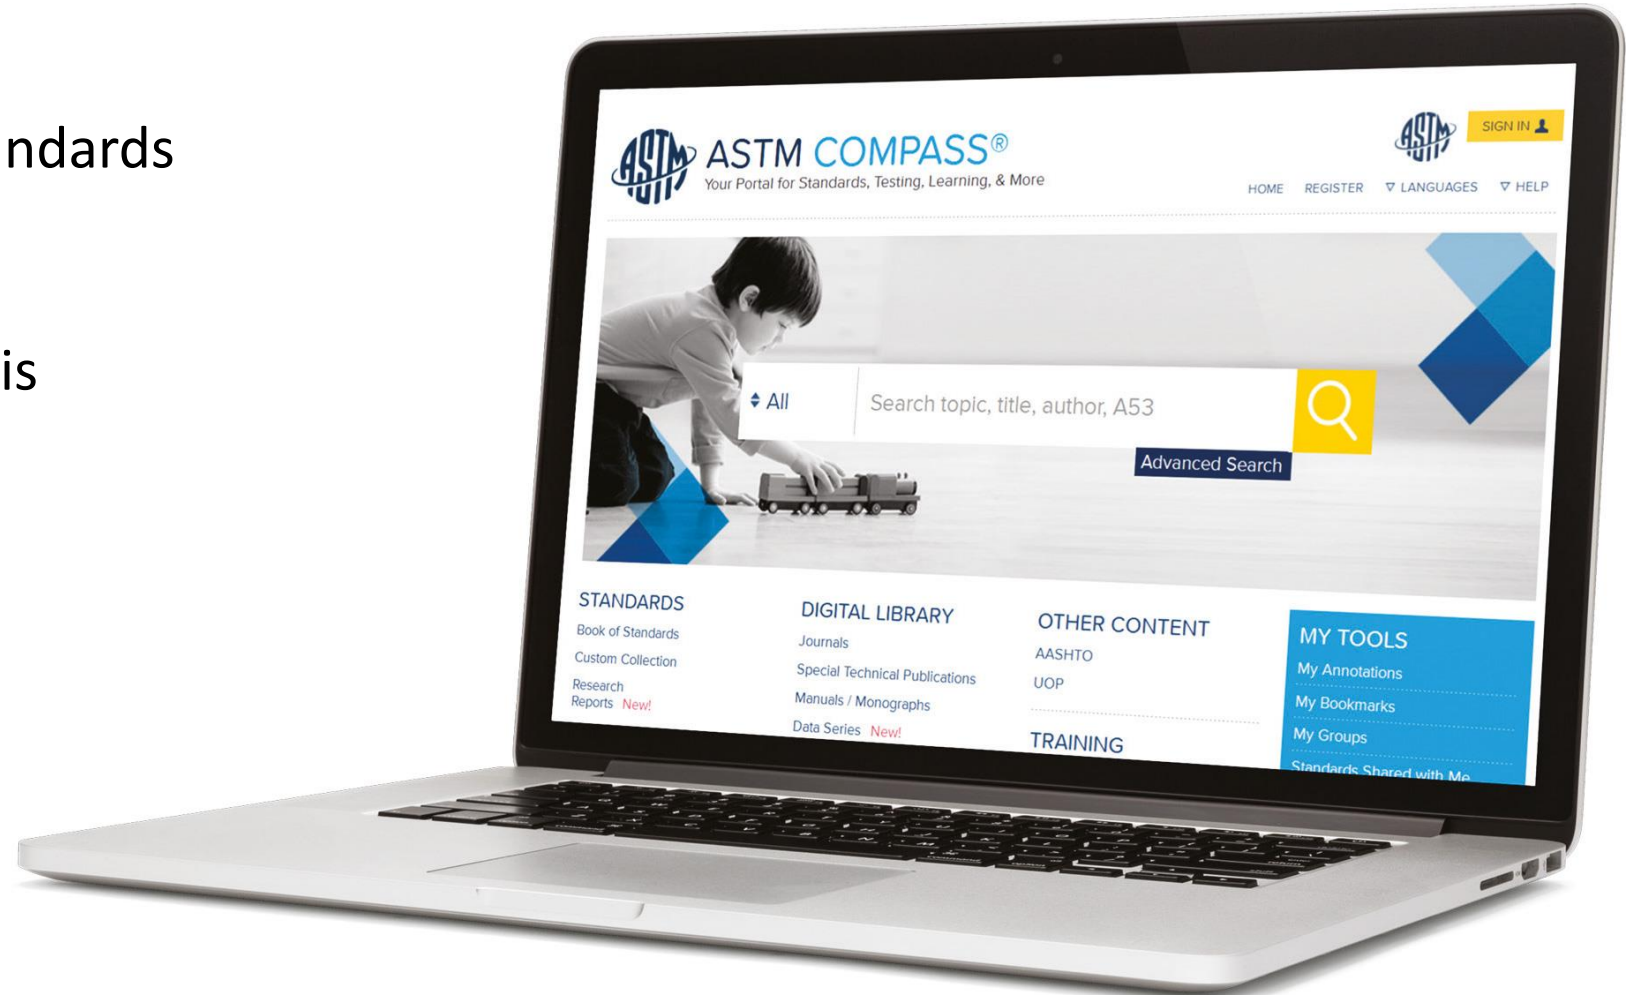 ndards
is
ASTM
ASTM COMPASS®
Your Portal for Standards, Testing, Learning, & More
ASTM
SIGN IN
HOME REGISTER ▽ LANGUAGES ▽ HELP
All
Search topic, title, author, A53
Advanced Search
STANDARDS
Book of Standards
Custom Collection
Research
Reports New!
DIGITAL LIBRARY
Journals
Special Technical Publications
Manuals / Monographs
Data Series New!
OTHER CONTENT
AASHTO
UOP
TRAINING
MY TOOLS
My Annotations
My Bookmarks
My Groups
Standards Shared with Me